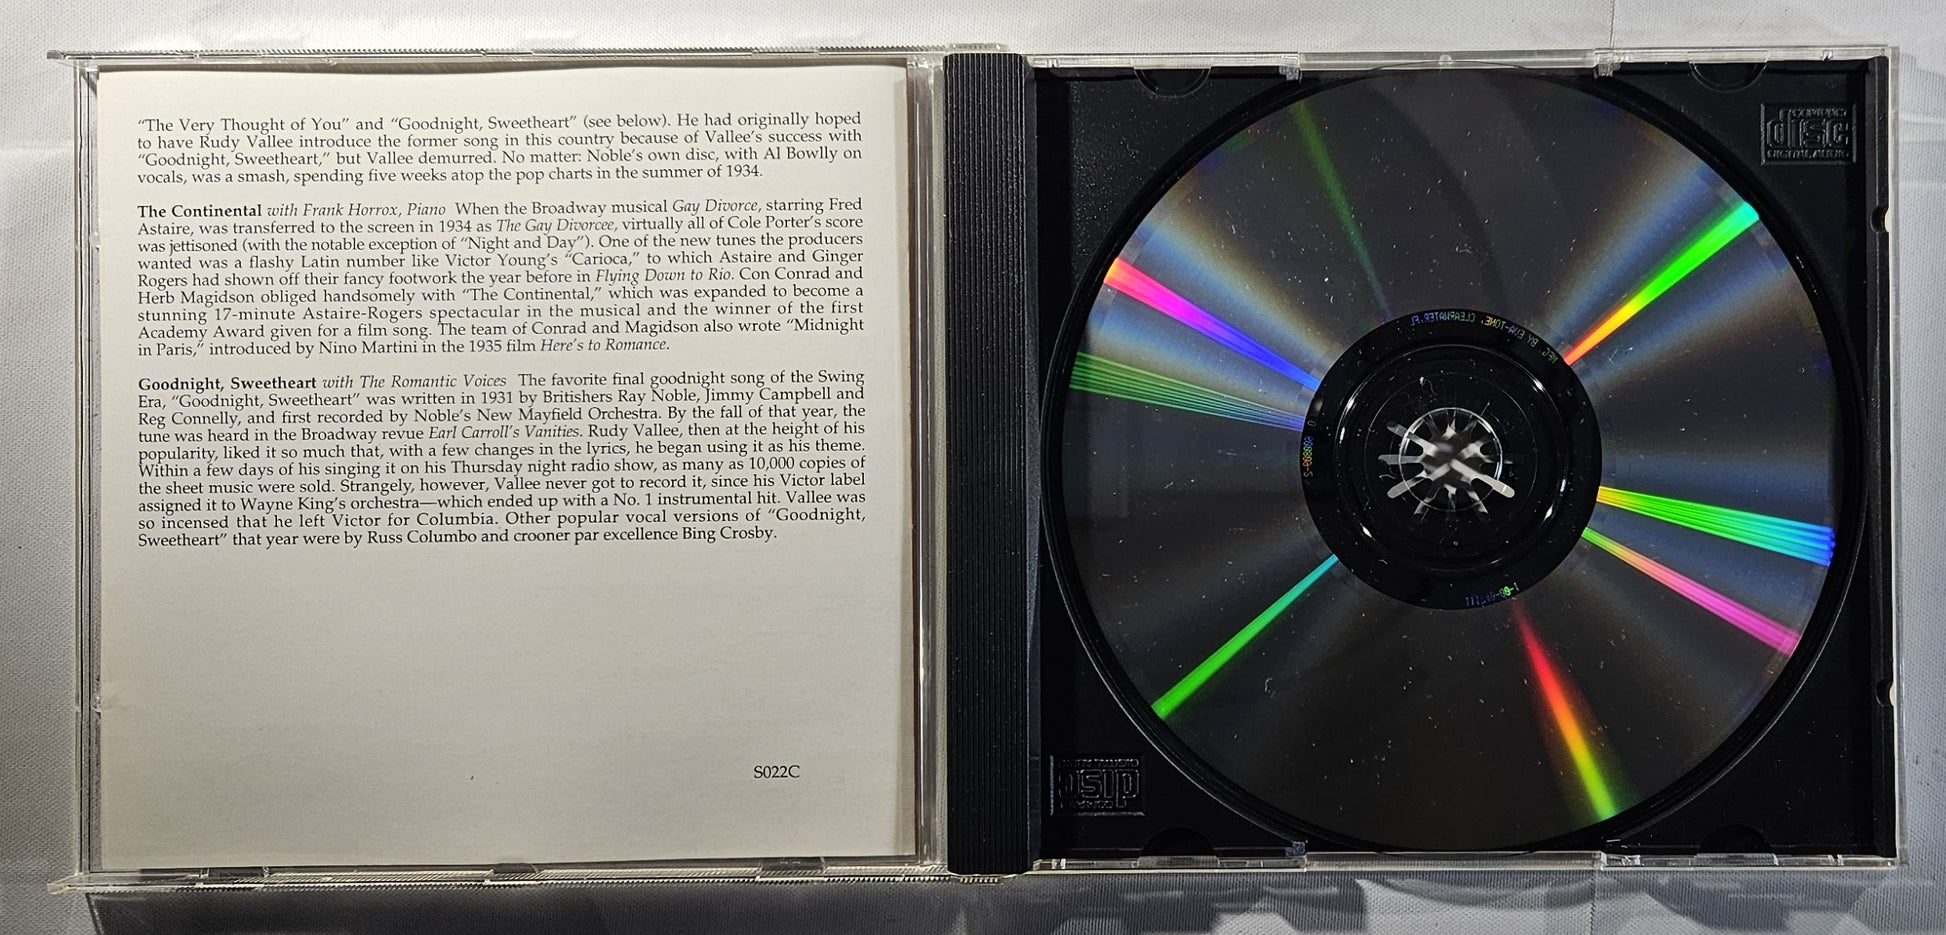 “The Very Thought of You” and “Goodnight, Sweetheart” (see below). He had originally hoped
to have Rudy Vallee introduce the former song in this country because of Vallee’s success with
“Goodnight, Sweetheart,” but Vallee demurred. No matter: Noble’s own disc, with Al Bowlly on
vocals, was a smash, spending five weeks atop the pop charts in the summer of 1934.
The Continental with Frank Horrox, Piano When the Broadway musical Gay Divorce, starring Fred
Astaire, was transferred to the screen in 1934 as The Gay Divorcee, virtually all of Cole Porter’s score
was jettisoned (with the notable exception of “Night and Day”). One of the new tunes the producers
wanted was a flashy Latin number like Victor Young’s “Carioca,” to which Astaire and Ginger
Rogers had shown off their fancy footwork the year before in Flying Down to Rio. Con Conrad and
Herb Magidson obliged handsomely with “The Continental,” which was expanded to become a
stunning 17-minute Astaire-Rogers spectacular in the musical and the winner of the first
Academy Award given for a film song. The team of Conrad and Magidson also wrote “Midnight
in Paris,” introduced by Nino Martini in the 1935 film Here’s to Romance.
Goodnight, Sweetheart with The Romantic Voices The favorite final goodnight song of the Swing
Era, “Goodnight, Sweetheart” was written in 1931 by Britishers Ray Noble, Jimmy Campbell and
Reg Connelly, and first recorded by Noble’s New Mayfield Orchestra. By the fall of that year, the
tune was heard in the Broadway revue Earl Carroll’s Vanities. Rudy Vallee, then at the height of his
popularity, liked it so much that, with a few changes in the lyrics, he began using it as his theme.
Within a few days of his singing it on his Thursday night radio show, as many as 10,000 copies of
the sheet music were sold. Strangely, however, Vallee never got to record it, since his Victor label
assigned it to Wayne King’s orchestra—which ended up with a No. 1 instrumental hit. Vallee was
so incensed that he left Victor for Columbia. Other popular vocal versions of “Goodnight,
Sweetheart” that year were by Russ Columbo and crooner par excellence Bing Crosby.
S022C
COMPACT
disc
DIGITAL AUDIO
MFG. BY EVA-TONE, CLEARWATER, FL
COMPACT
disc
DIGITAL AUDIO